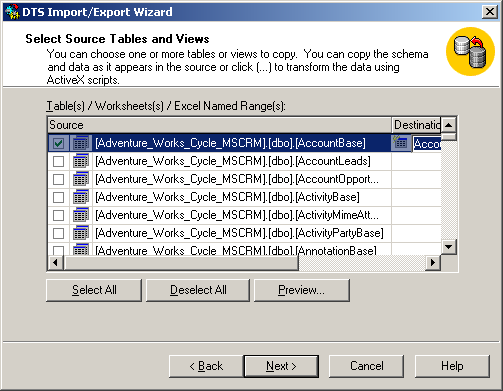 DTS Import/Export Wizard
Select Source Tables and Views
You can choose one or more tables or views to copy. You can copy the schema
and data as it appears in the source or click (...) to transform the data using
ActiveX scripts.
Table(s) / Worksheets(s) / Excel Named Range(s):
Source Destinatio
[Adventure_Works_Cycle_MSCRM].[dbo].[AccountBase] Accou
[Adventure_Works_Cycle_MSCRM].[dbo].[AccountLeads]
[Adventure_Works_Cycle_MSCRM].[dbo].[AccountOpport...
[Adventure_Works_Cycle_MSCRM].[dbo].[ActivityBase]
[Adventure_Works_Cycle_MSCRM].[dbo].[ActivityMimeAtt...
[Adventure_Works_Cycle_MSCRM].[dbo].[ActivityPartyBase]
[Adventure_Works_Cycle_MSCRM].[dbo].[AnnotationBase]
Select All Deselect All Preview...
< Back Next > Cancel Help